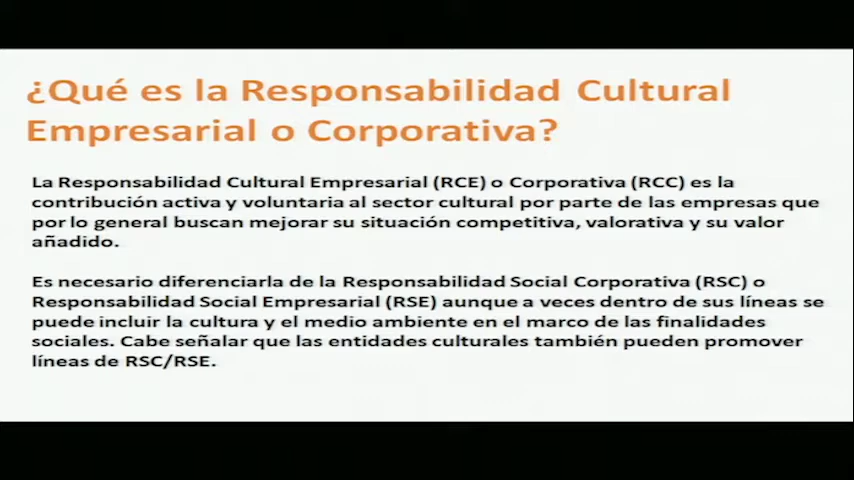 ¿Qué es la Responsabilidad Cultural
Empresarial o Corporativa?
La Responsabilidad Cultural Empresarial (RCE) o Corporativa (RCC) es la
contribución activa y voluntaria al sector cultural por parte de las empresas que
por lo general buscan mejorar su situación competitiva, valorativa y su valor
añadido.
Es necesario diferenciarla de la Responsabilidad Social Corporativa (RSC) o
Responsabilidad Social Empresarial (RSE) aunque a veces dentro de sus líneas se
puede incluir la cultura y el medio ambiente en el marco de las finalidades
sociales. Cabe señalar que las entidades culturales también pueden promover
líneas de RSC/RSE.